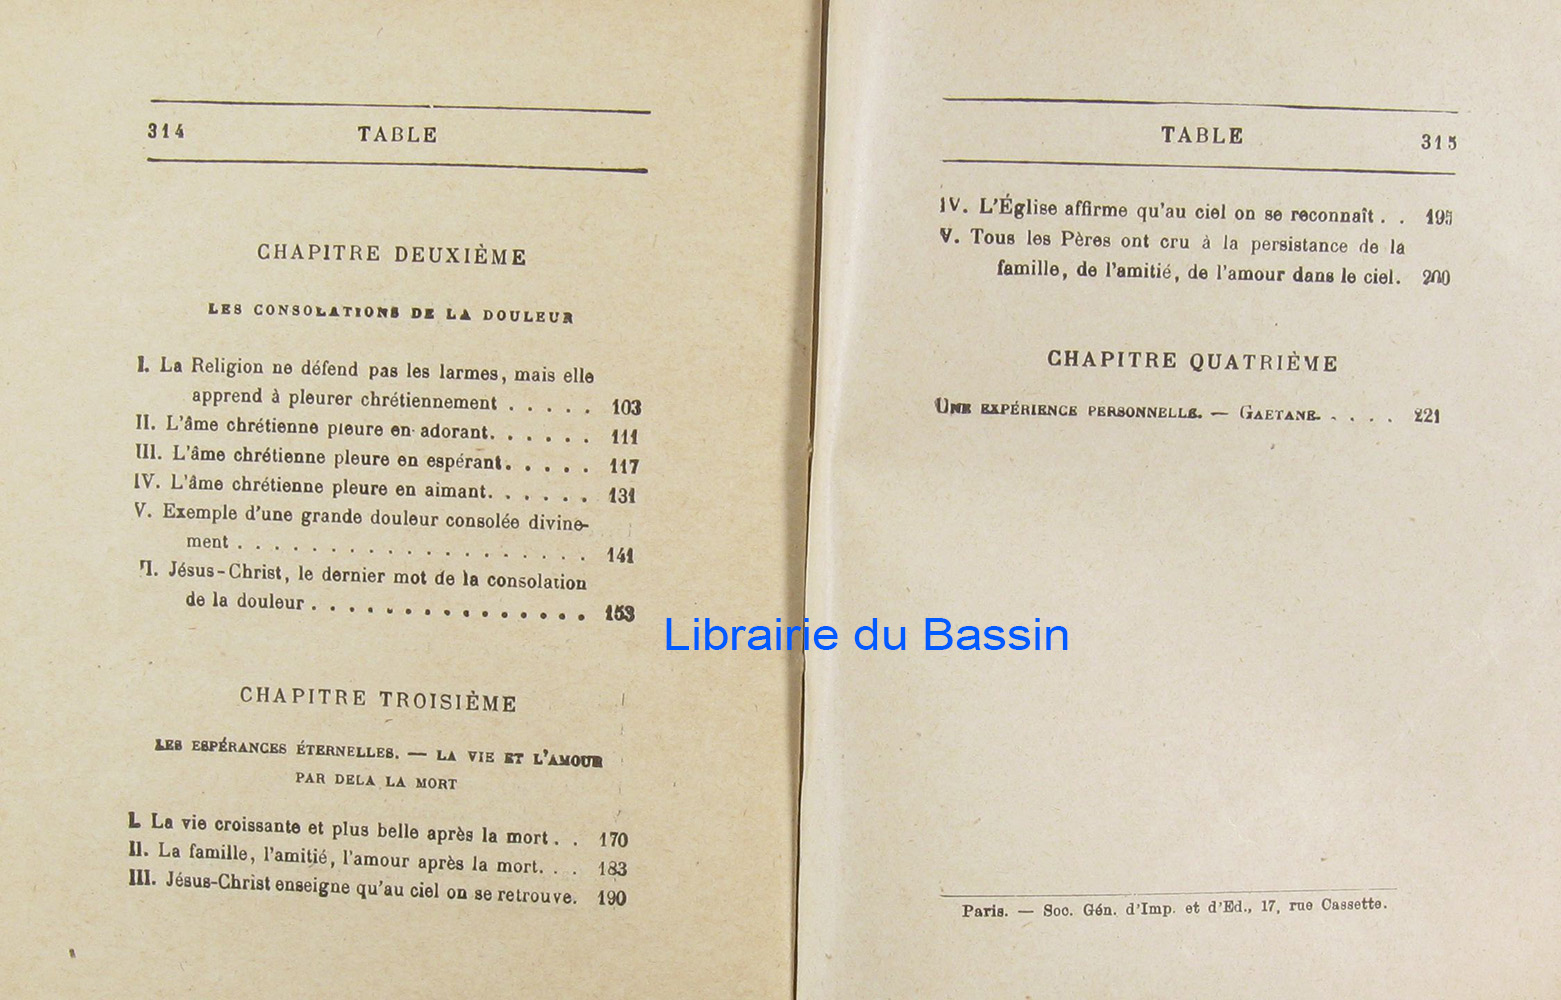 314 TABLE
CHAPITRE DEUXIÈME
LES CONSOLATIONS DE LA DOULEUR
I. La Religion ne défend pas les larmes, mais elle
apprend à pleurer chrétiennement . . . . . 103
II. L'âme chrétienne pleure en adorant. . . . . . 111
III. L'âme chrétienne pleure en espérant. . . . . 117
IV. L'âme chrétienne pleure en aimant. . . . . . 131
V. Exemple d'une grande douleur consolée divine-
ment . . . . . . . . . . . . . . . . . . . 141
VI. Jésus-Christ, le dernier mot de la consolation
de la douleur . . . . . . . . . . . . . . . 153
CHAPITRE TROISIÈME
LES ESPÉRANCES ÉTERNELLES. — LA VIE ET L'AMOUR
PAR DELA LA MORT
I. La vie croissante et plus belle après la mort. . 170
II. La famille, l'amitié, l'amour après la mort. . . 183
III. Jésus-Christ enseigne qu'au ciel on se retrouve. 190
TABLE 315
IV. L'Église affirme qu'au ciel on se reconnaît . . 195
V. Tous les Pères ont cru à la persistance de la
famille, de l'amitié, de l'amour dans le ciel. 200
CHAPITRE QUATRIÈME
UNE EXPÉRIENCE PERSONNELLE. — GAETANE. . . . . 221
Paris. — Soc. Gén. d'Imp. et d'Ed., 17, rue Cassette.
Librairie du Bassin